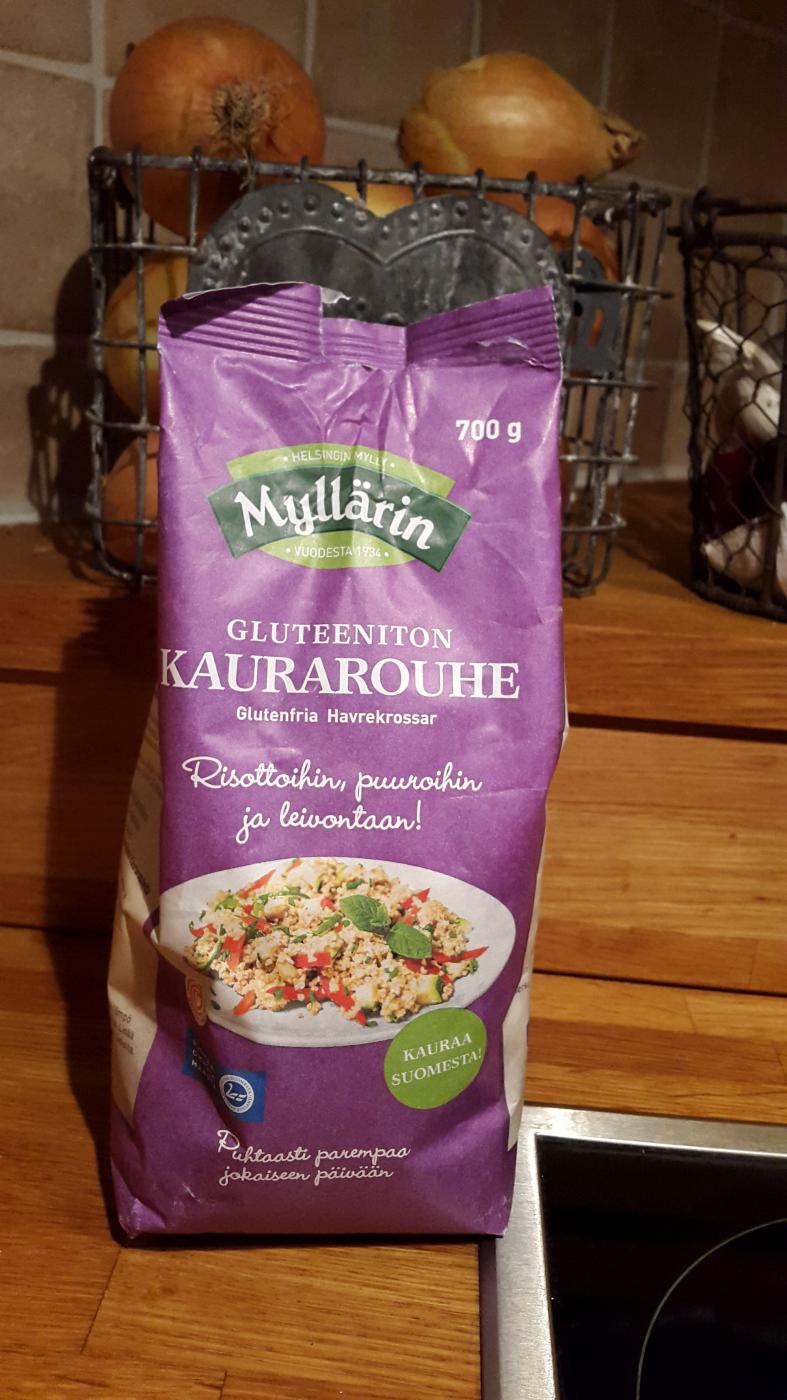 700 g
• HELSINGIN MYLLY •
Myllärin
• VUODESTA 1934 •
GLUTEENITON
KAURAROUHE
Glutenfria Havrekrossar
Risottoihin, puuroihin
ja leivontaan!
KAURAA
SUOMESTA!
Puhtaasti parempaa
jokaiseen päivään